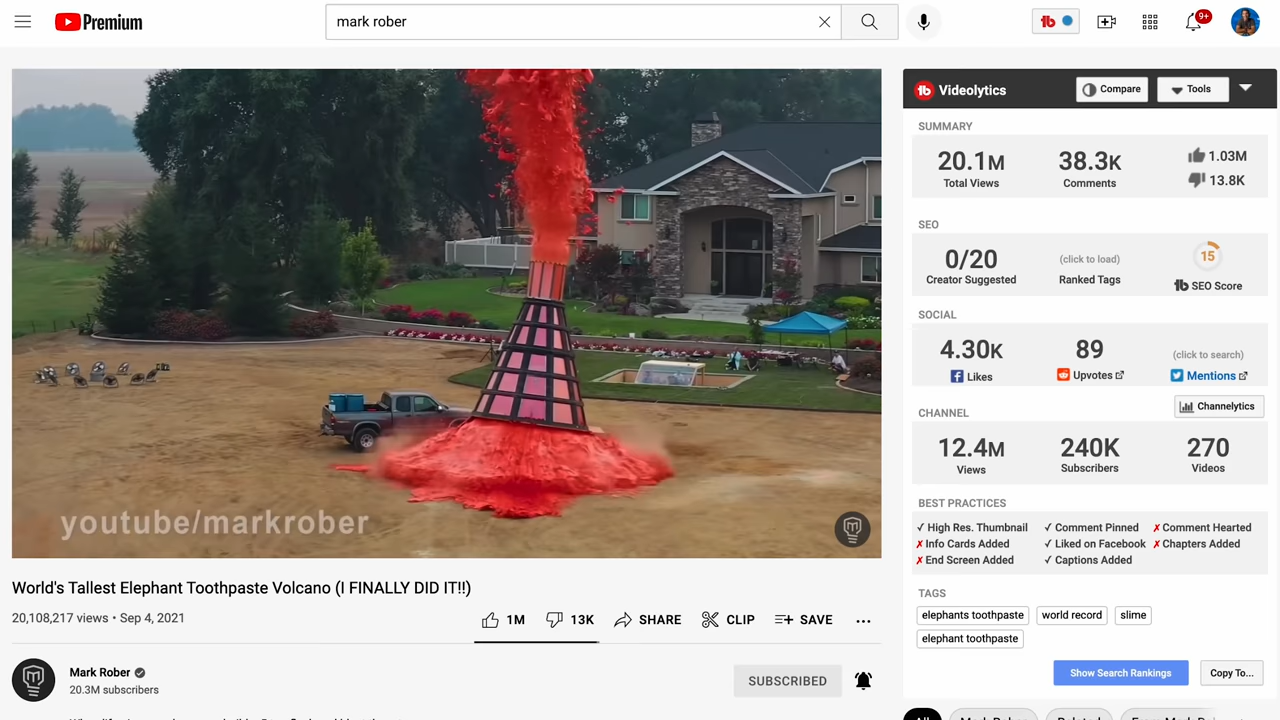 Premium
mark rober
9+
youtube/markrober
World's Tallest Elephant Toothpaste Volcano (I FINALLY DID IT!!)
20,108,217 views • Sep 4, 2021
1M
13K
SHARE
CLIP
SAVE
Mark Rober
20.3M subscribers
SUBSCRIBED
tb
Videolytics
Compare
Tools
SUMMARY
20.1M
38.3K
1.03M
Total Views
Comments
13.8K
SEO
0/20
(click to load)
15
Creator Suggested
Ranked Tags
tb SEO Score
SOCIAL
4.30K
89
(click to search)
Likes
Upvotes
Mentions
CHANNEL
Channelytics
12.4M
240K
270
Views
Subscribers
Videos
BEST PRACTICES
✓ High Res. Thumbnail ✓ Comment Pinned ✗ Comment Hearted
✗ Info Cards Added ✓ Liked on Facebook ✗ Chapters Added
✗ End Screen Added ✓ Captions Added
TAGS
elephants toothpaste
world record
slime
elephant toothpaste
Show Search Rankings
Copy To...